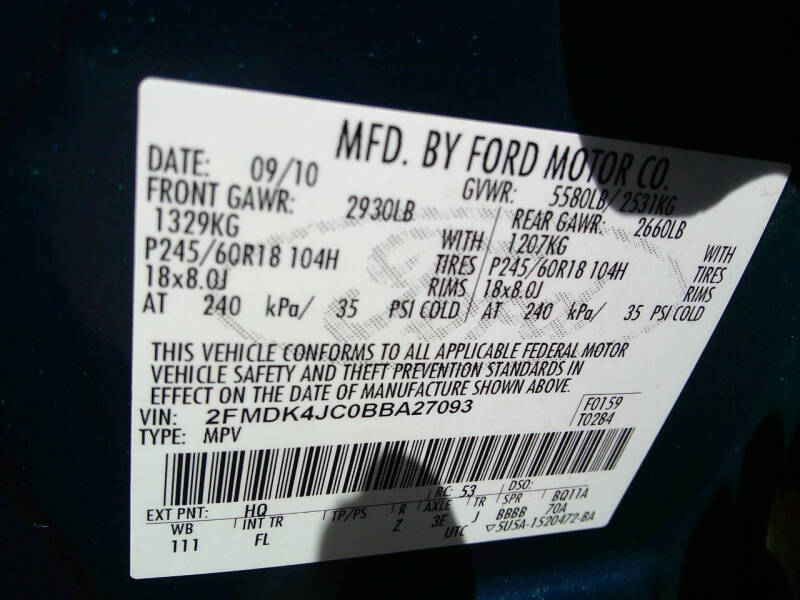 MFD. BY FORD MOTOR CO.
DATE: 09/10 GVWR: 5580LB/2531KG
FRONT GAWR: 2930LB REAR GAWR: 2660LB
1329KG WITH 1207KG WITH
P245/60R18 104H TIRES P245/60R18 104H TIRES
18x8.0J RIMS 18x8.0J RIMS
AT 240 kPa/ 35 PSI COLD AT 240 kPa/ 35 PSI COLD
THIS VEHICLE CONFORMS TO ALL APPLICABLE FEDERAL MOTOR
VEHICLE SAFETY AND THEFT PREVENTION STANDARDS IN
EFFECT ON THE DATE OF MANUFACTURE SHOWN ABOVE.
VIN: 2FMDK4JC0BBA27093 F0159
TYPE: MPV T0284
EXT PNT: HQ RC: 53 DSO:
WB INT TR TP/PS R AXLE TR SPR B011A
111 FL Z 3E J BBBB 70A
UTC ▽5U5A-1520472-BA